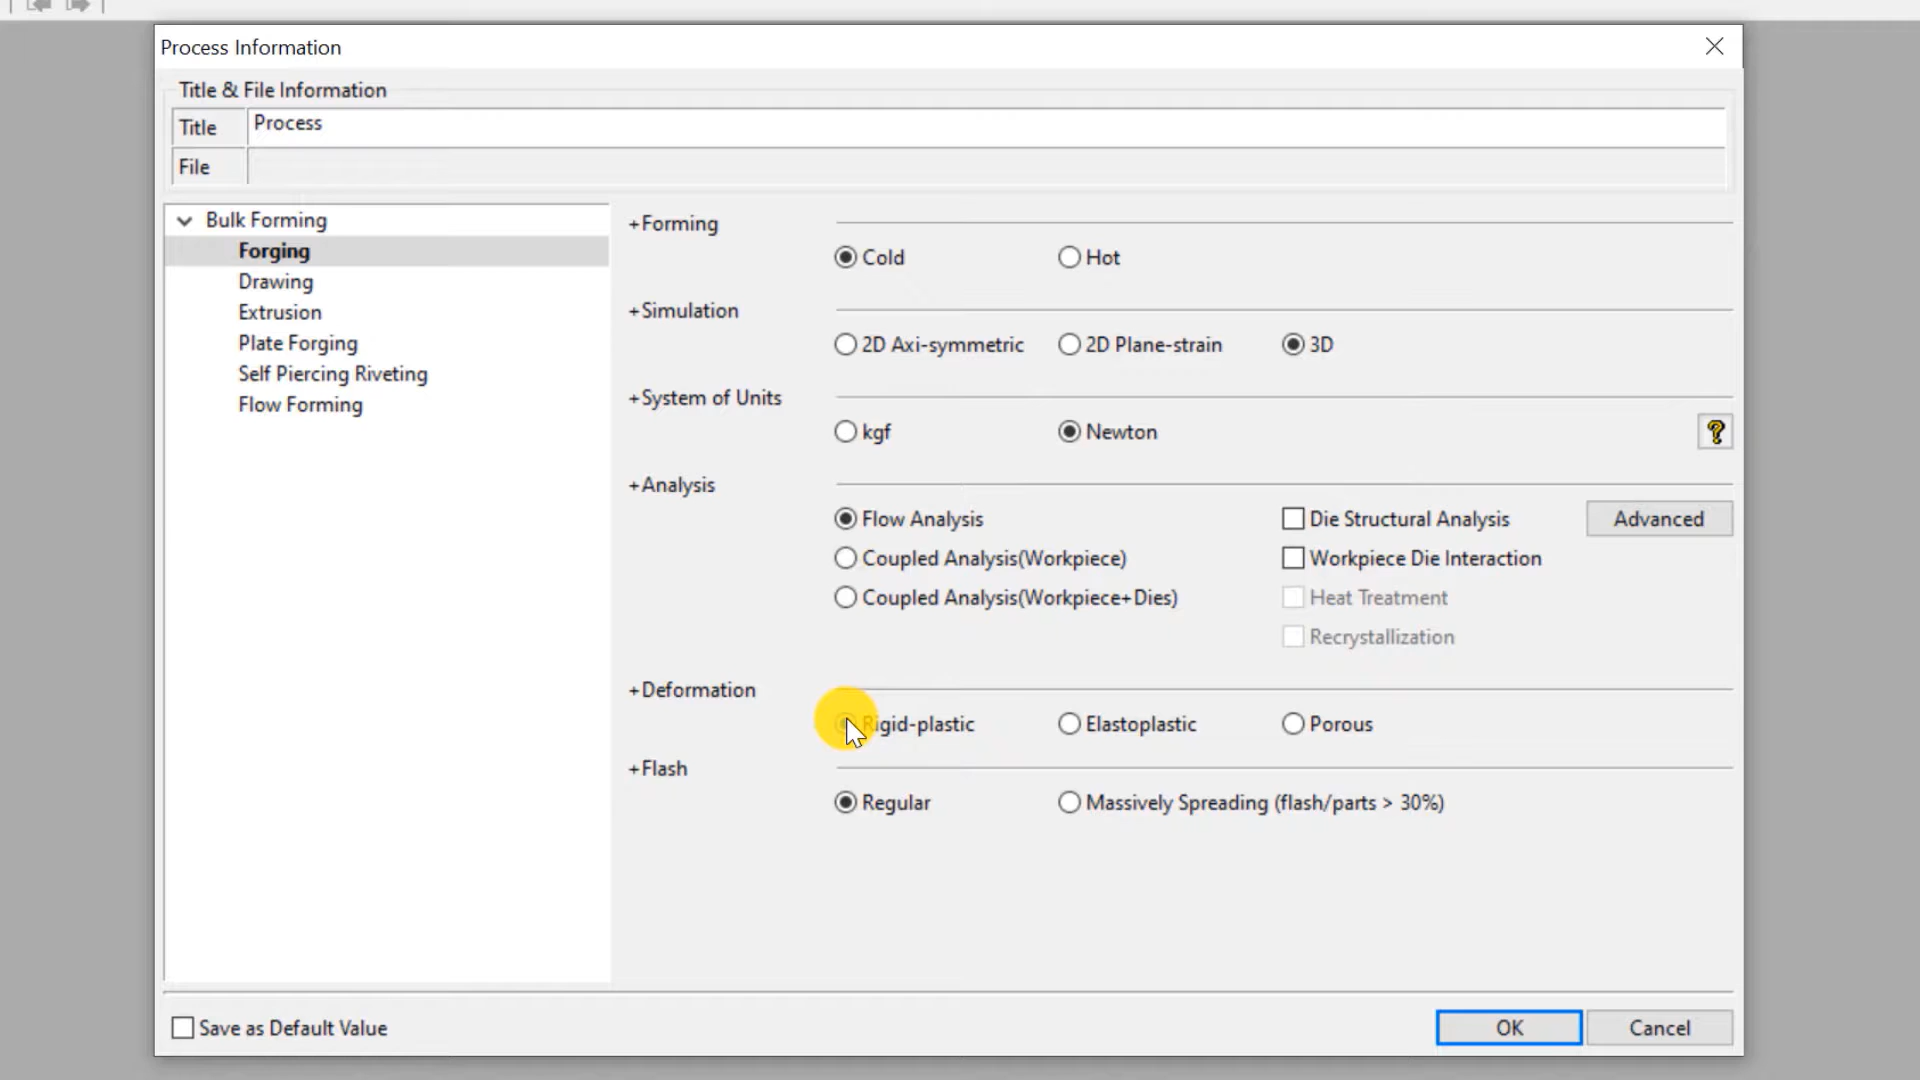 Process Information
Title & File Information
Title Process
File
Bulk Forming
Forging
Drawing
Extrusion
Plate Forging
Self Piercing Riveting
Flow Forming
+Forming
Cold Hot
+Simulation
2D Axi-symmetric 2D Plane-strain 3D
+System of Units
kgf Newton ?
+Analysis
Flow Analysis Die Structural Analysis Advanced
Coupled Analysis(Workpiece) Workpiece Die Interaction
Coupled Analysis(Workpiece+Dies) Heat Treatment
Recrystallization
+Deformation
Rigid-plastic Elastoplastic Porous
+Flash
Regular Massively Spreading (flash/parts > 30%)
Save as Default Value OK Cancel